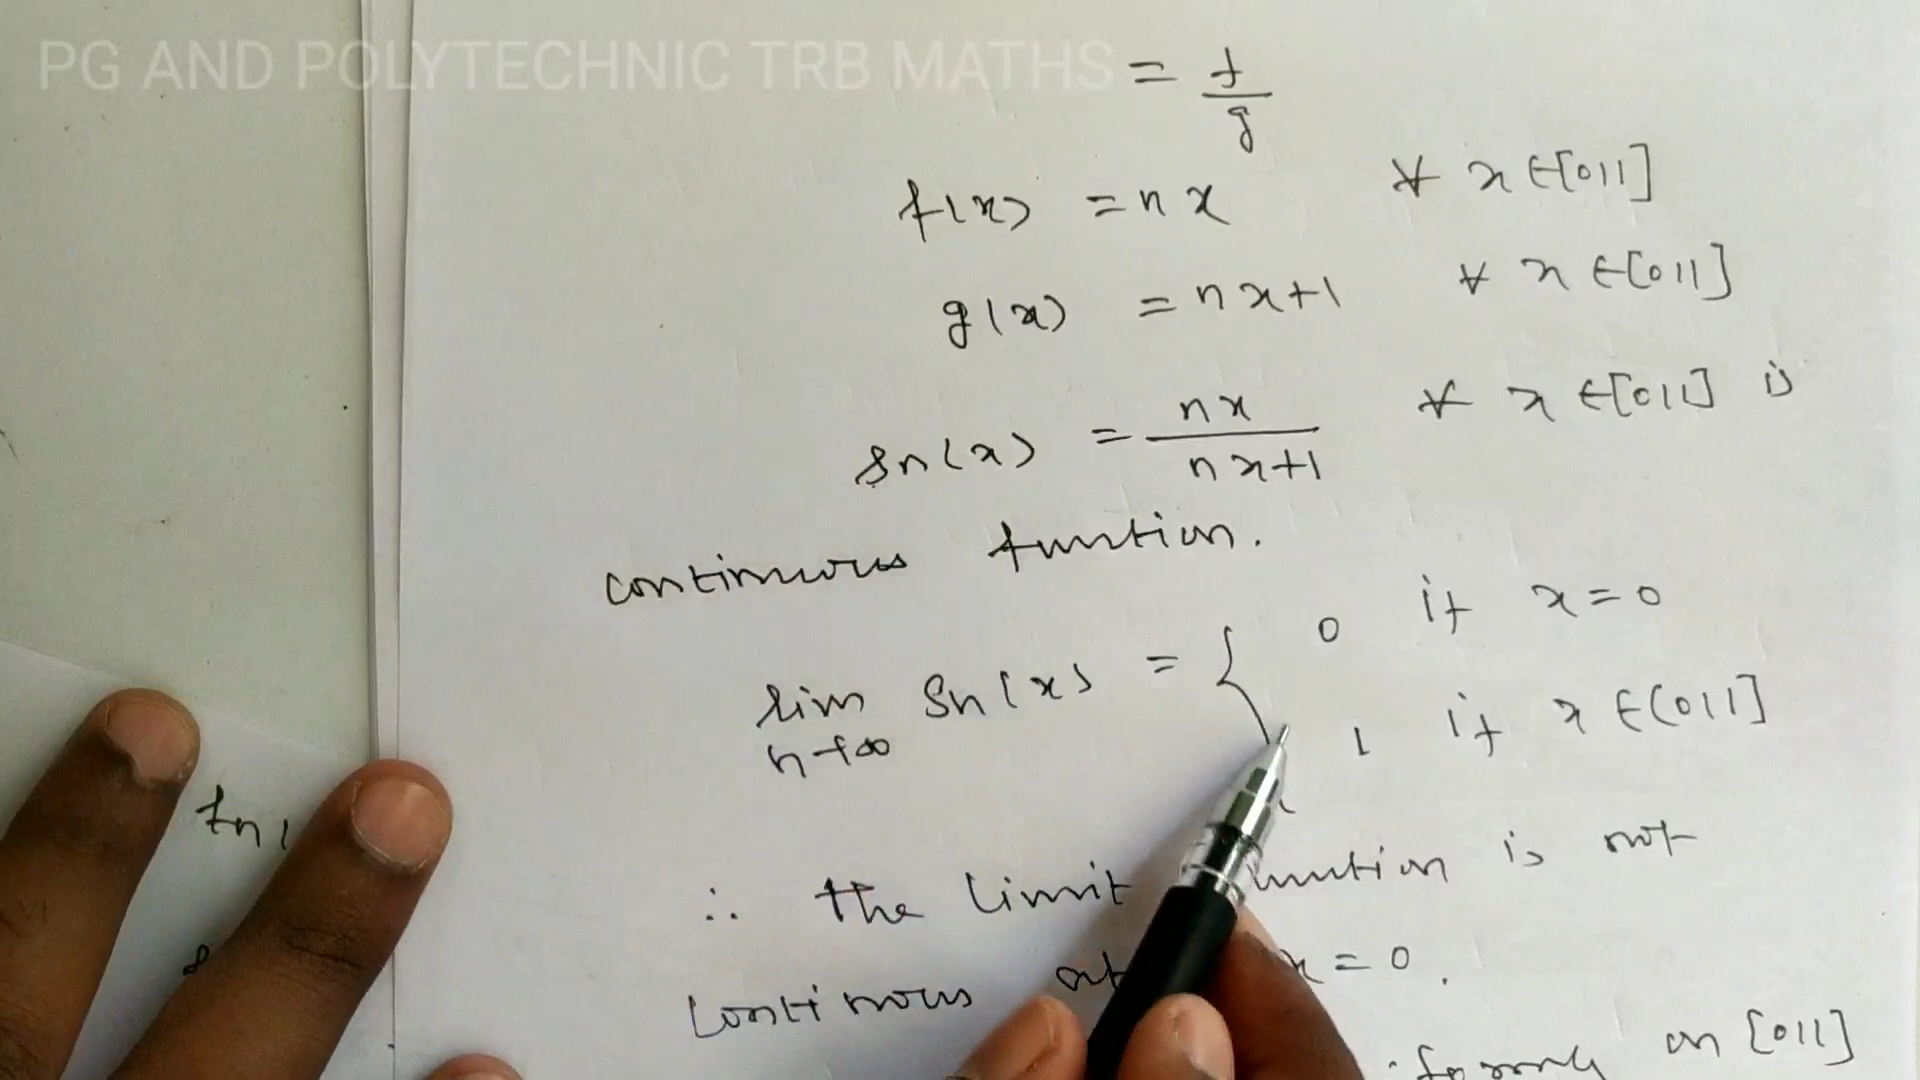 PG AND POLYTECHNIC TRB MATHS
= f/g
f(x) = nx ∀ x ∈ [0,1]
g(x) = nx+1 ∀ x ∈ [0,1]
Sn(x) = nx/nx+1 ∀ x ∈ [0,1] is
continuous function.
lim n→∞ Sn(x) = { 0 if x=0
1 if x ∈ (0,1]
∴ the limit function is not
continous at x=0.
on [0,1]